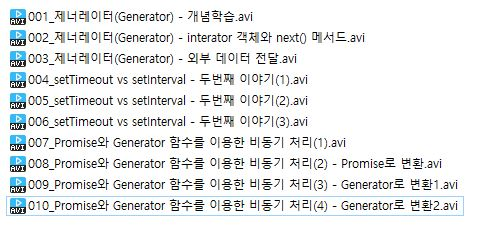 001_제너레이터(Generator) - 개념학습.avi
002_제너레이터(Generator) - interator 객체와 next() 메서드.avi
003_제너레이터(Generator) - 외부 데이터 전달.avi
004_setTimeout vs setInterval - 두번째 이야기(1).avi
005_setTimeout vs setInterval - 두번째 이야기(2).avi
006_setTimeout vs setInterval - 두번째 이야기(3).avi
007_Promise와 Generator 함수를 이용한 비동기 처리(1).avi
008_Promise와 Generator 함수를 이용한 비동기 처리(2) - Promise로 변환.avi
009_Promise와 Generator 함수를 이용한 비동기 처리(3) - Generator로 변환1.avi
010_Promise와 Generator 함수를 이용한 비동기 처리(4) - Generator로 변환2.avi